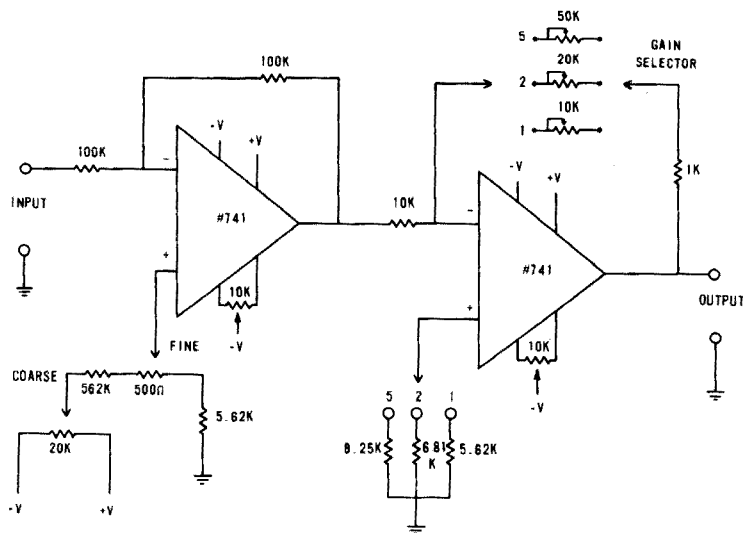 50K
5
GAIN
SELECTOR
100K
20K
2
10K
1
-V
+V
100K
-
INPUT
#741
+
10K
-V
FINE
COARSE
562K
500Ω
5.62K
20K
-V
+V
10K
-V
+V
-
#741
+
1K
OUTPUT
10K
-V
5
2
1
8.25K
6.81
K
5.62K